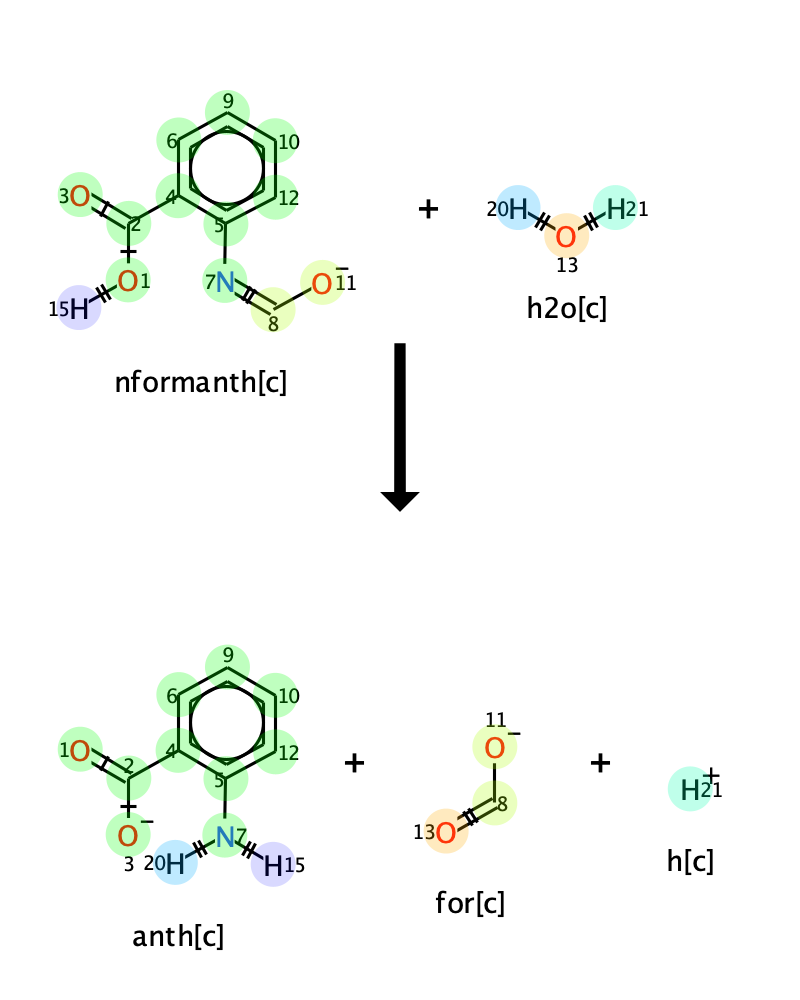 9
6
10
3O
4
12
2
5
+
20H
H21
O
13
O1
7N
O− 11
15H
8
h2o[c]
nformanth[c]
9
6
10
1O
2
4
12
5
+
11
O−
+
H+
21
8
13O
O−
3
N7
20H
H15
h[c]
for[c]
anth[c]